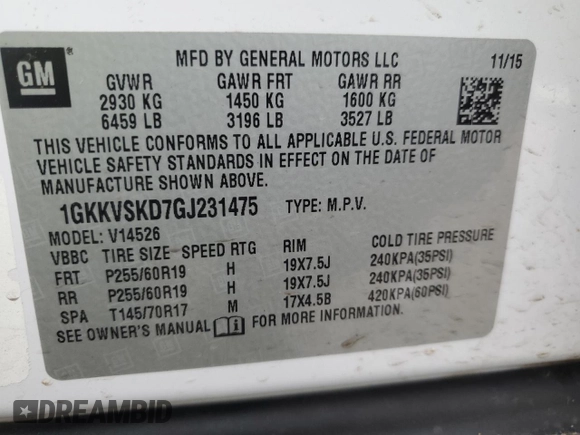 GM
MFD BY GENERAL MOTORS LLC 11/15
GVWR GAWR FRT GAWR RR
2930 KG 1450 KG 1600 KG
6459 LB 3196 LB 3527 LB
THIS VEHICLE CONFORMS TO ALL APPLICABLE U.S. FEDERAL MOTOR
VEHICLE SAFETY STANDARDS IN EFFECT ON THE DATE OF
MANUFACTURE SHOWN ABOVE.
1GKKVSKD7GJ231475 TYPE: M.P.V.
MODEL: V14526
VBBC TIRE SIZE SPEED RTG RIM COLD TIRE PRESSURE
FRT P255/60R19 H 19X7.5J 240KPA(35PSI)
RR P255/60R19 H 19X7.5J 240KPA(35PSI)
SPA T145/70R17 M 17X4.5B 420KPA(60PSI)
SEE OWNER'S MANUAL FOR MORE INFORMATION.
DREAMBID